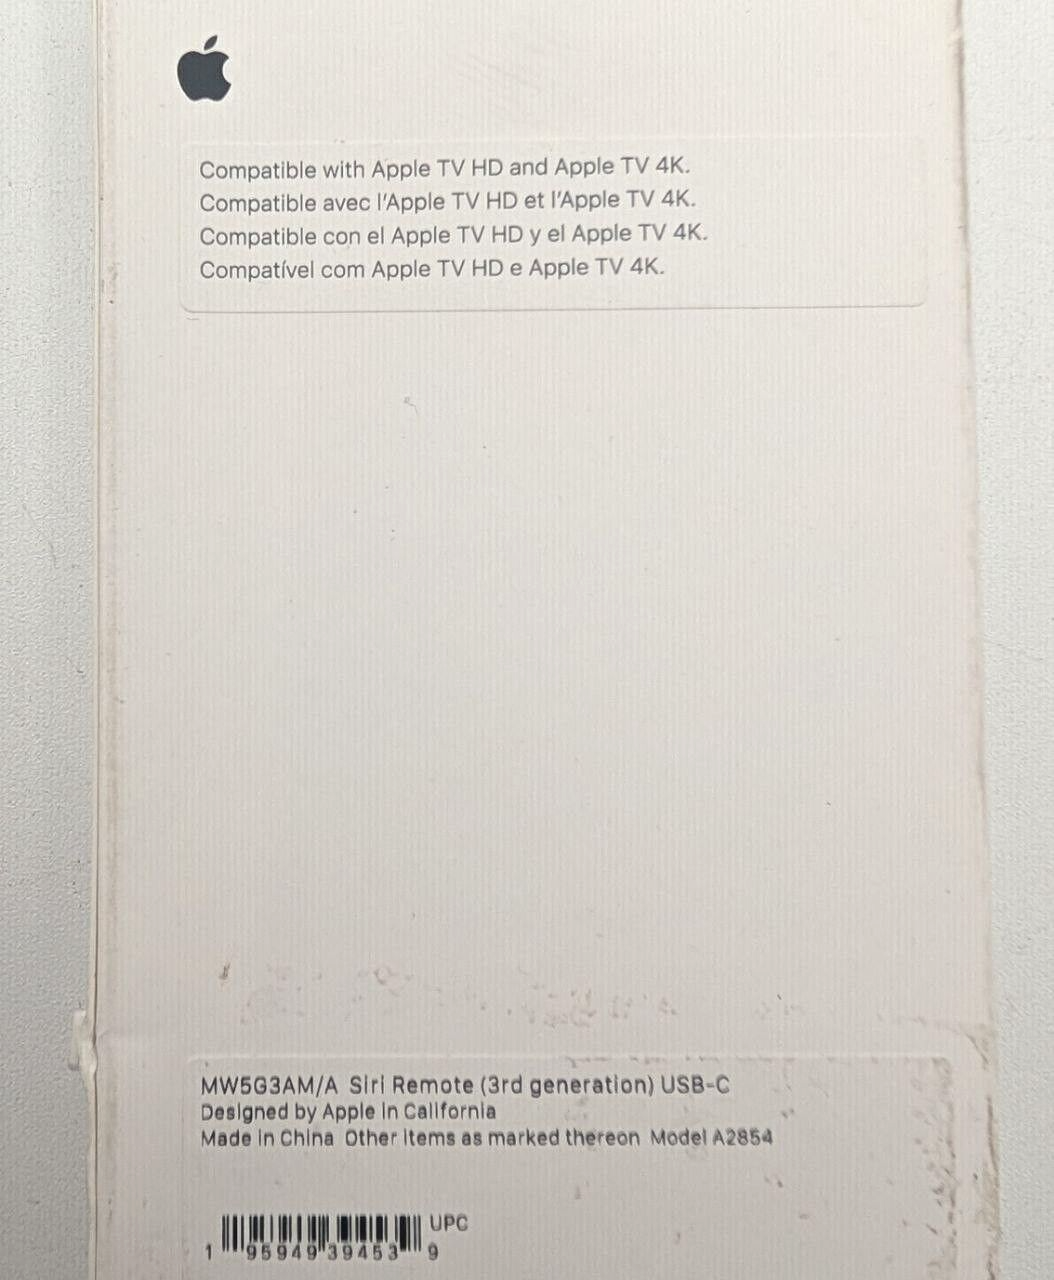 Compatible with Apple TV HD and Apple TV 4K.
Compatible avec l'Apple TV HD et l'Apple TV 4K.
Compatible con el Apple TV HD y el Apple TV 4K.
Compatível com Apple TV HD e Apple TV 4K.
MW5G3AM/A Siri Remote (3rd generation) USB-C
Designed by Apple in California
Made in China Other items as marked thereon Model A2854
UPC
1 95949 39453 9